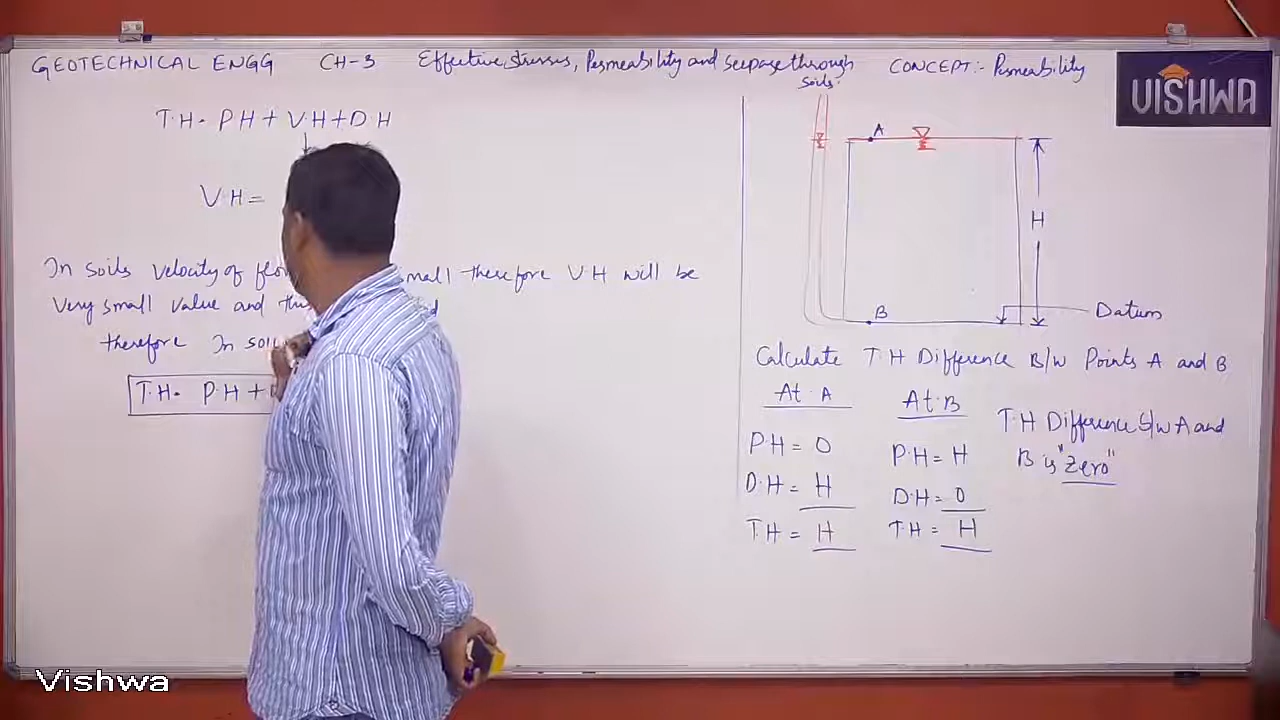 GEOTECHNICAL ENGG CH-3 Effective stresses, Permeability and seepage through soils. CONCEPT:- Permeability
VISHWA
T.H = P.H + V.H + D.H
V.H =
In soils velocity of flo mall therefore V.H will be
very small value and thi d
therefore In soil
T.H = P.H +
A
H
B
Datum
Calculate T.H Difference B/w Points A and B
At A
P.H = 0
D.H = H
T.H = H
At B
P.H = H
D.H = 0
T.H = H
T.H Difference b/w A and
B is "Zero"
Vishwa